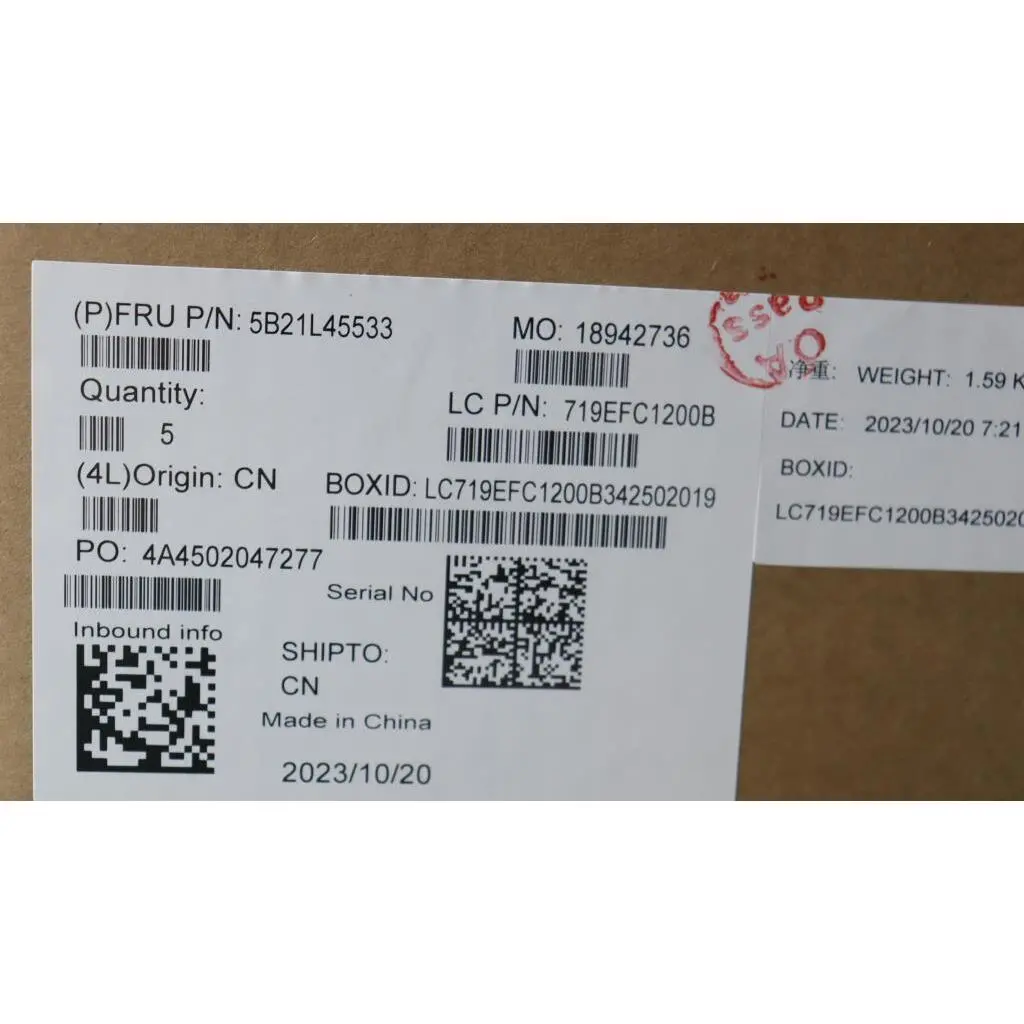 (P)FRU P/N: 5B21L45533
MO: 18942736
Quantity:
5
LC P/N: 719EFC1200B
(4L)Origin: CN
BOXID: LC719EFC1200B342502019
PO: 4A4502047277
Serial No
Inbound info
SHIPTO:
CN
Made in China
2023/10/20
Pass
净重: WEIGHT: 1.59 K
DATE: 2023/10/20 7:21
BOXID:
LC719EFC1200B3425020